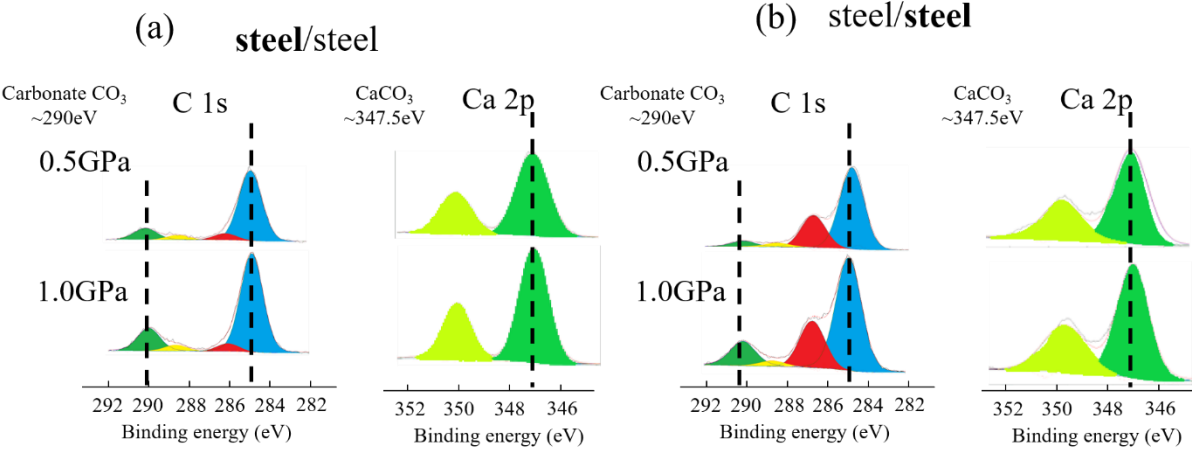 (a)
steel/steel
Carbonate CO3
~290eV
C 1s
CaCO3
~347.5eV
Ca 2p
0.5GPa
1.0GPa
292 290 288 286 284 282
Binding energy (eV)
352 350 348 346
Binding energy (eV)
(b)
steel/steel
Carbonate CO3
~290eV
C 1s
CaCO3
~347.5eV
Ca 2p
0.5GPa
1.0GPa
292 290 288 286 284 282
Binding energy (eV)
352 350 348 346
Binding energy (eV)